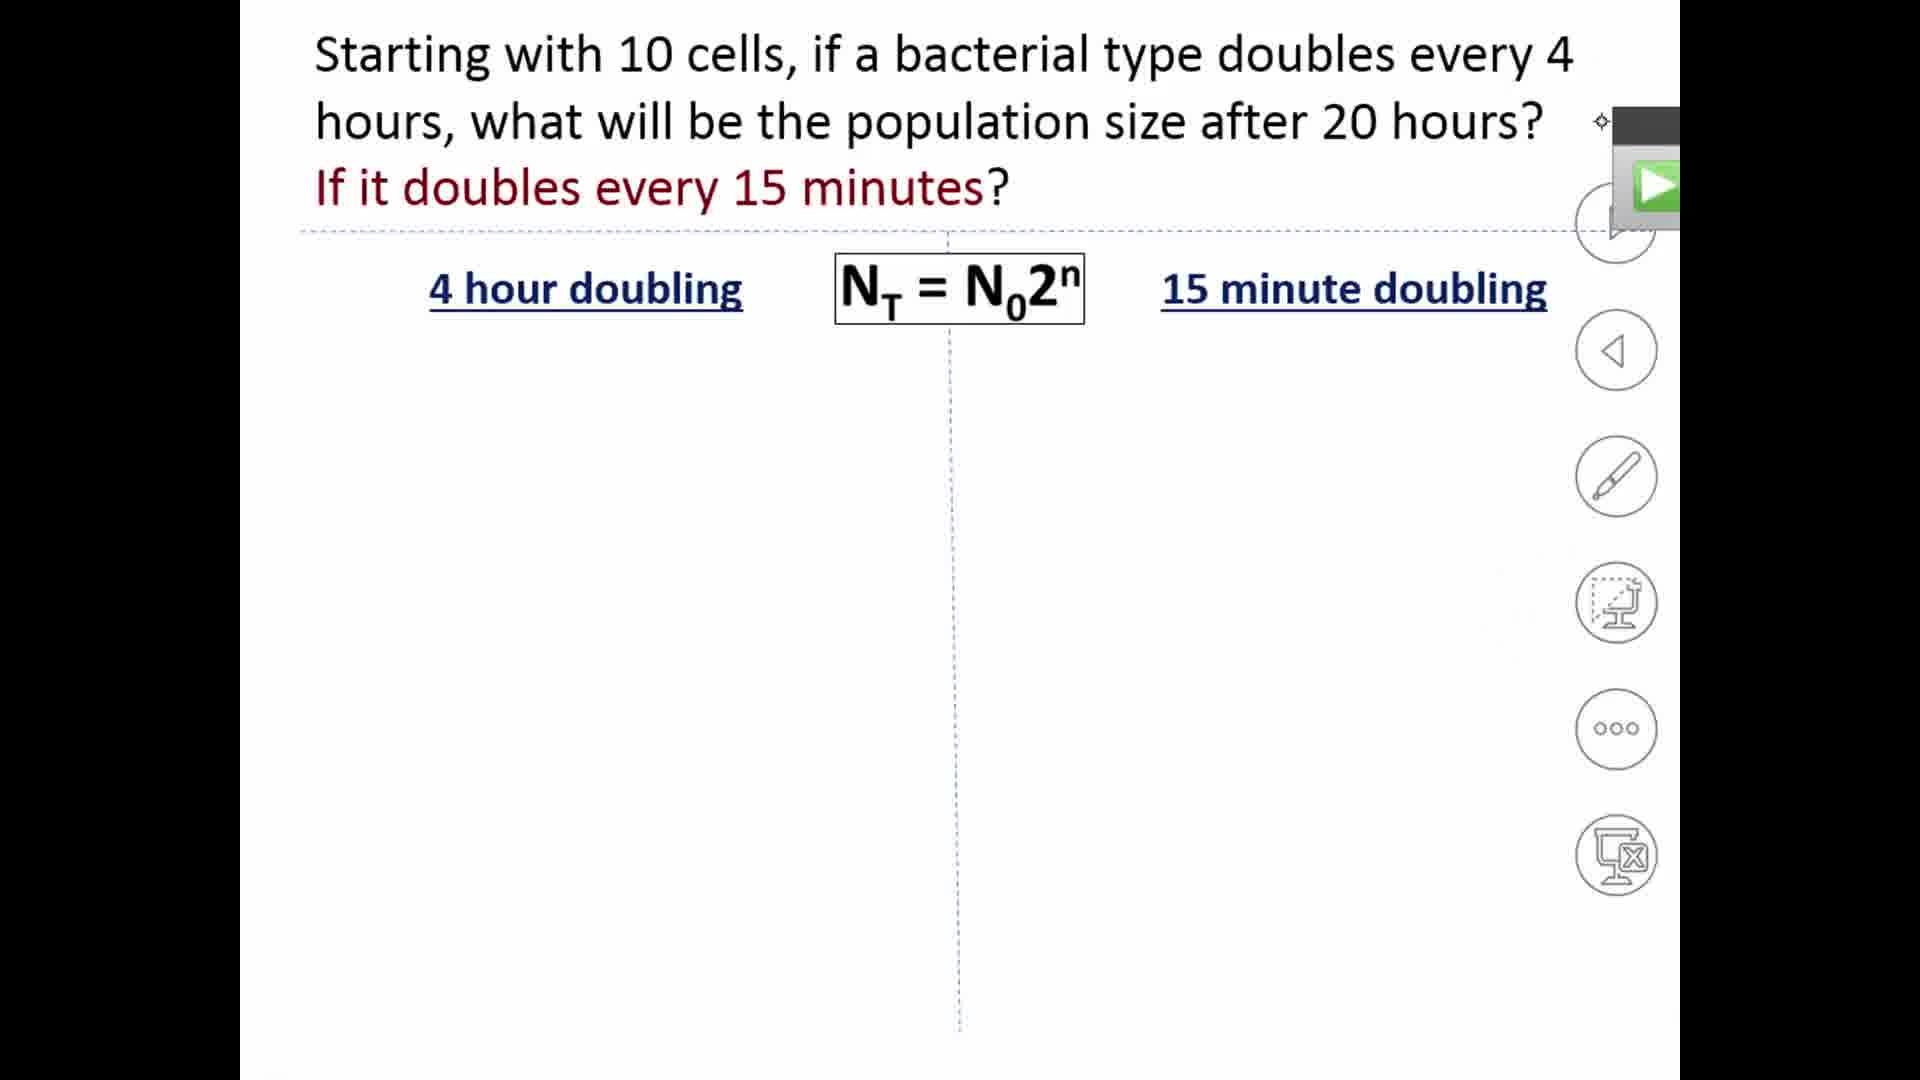 Starting with 10 cells, if a bacterial type doubles every 4
hours, what will be the population size after 20 hours?
If it doubles every 15 minutes?
4 hour doubling
N_T = N_0 2^n
15 minute doubling